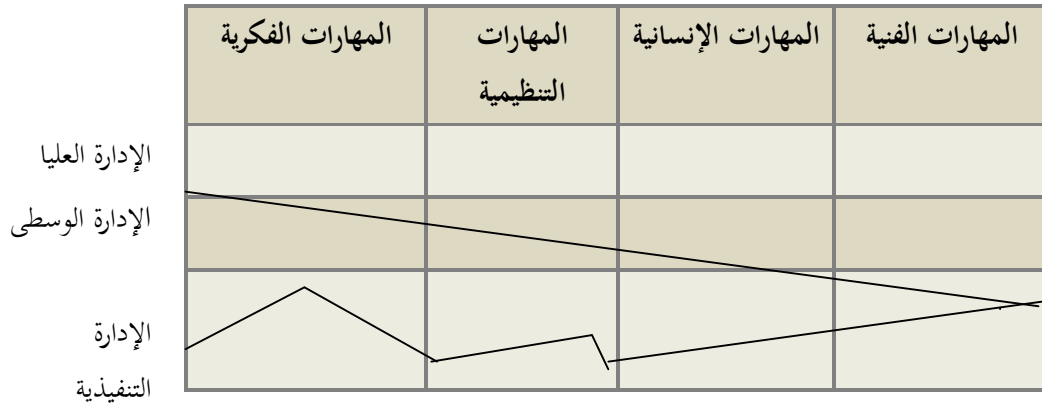 المهارات الفنية
المهارات الإنسانية
المهارات
التنظيمية
المهارات الفكرية
الإدارة العليا
الإدارة الوسطى
الإدارة
التنفيذية